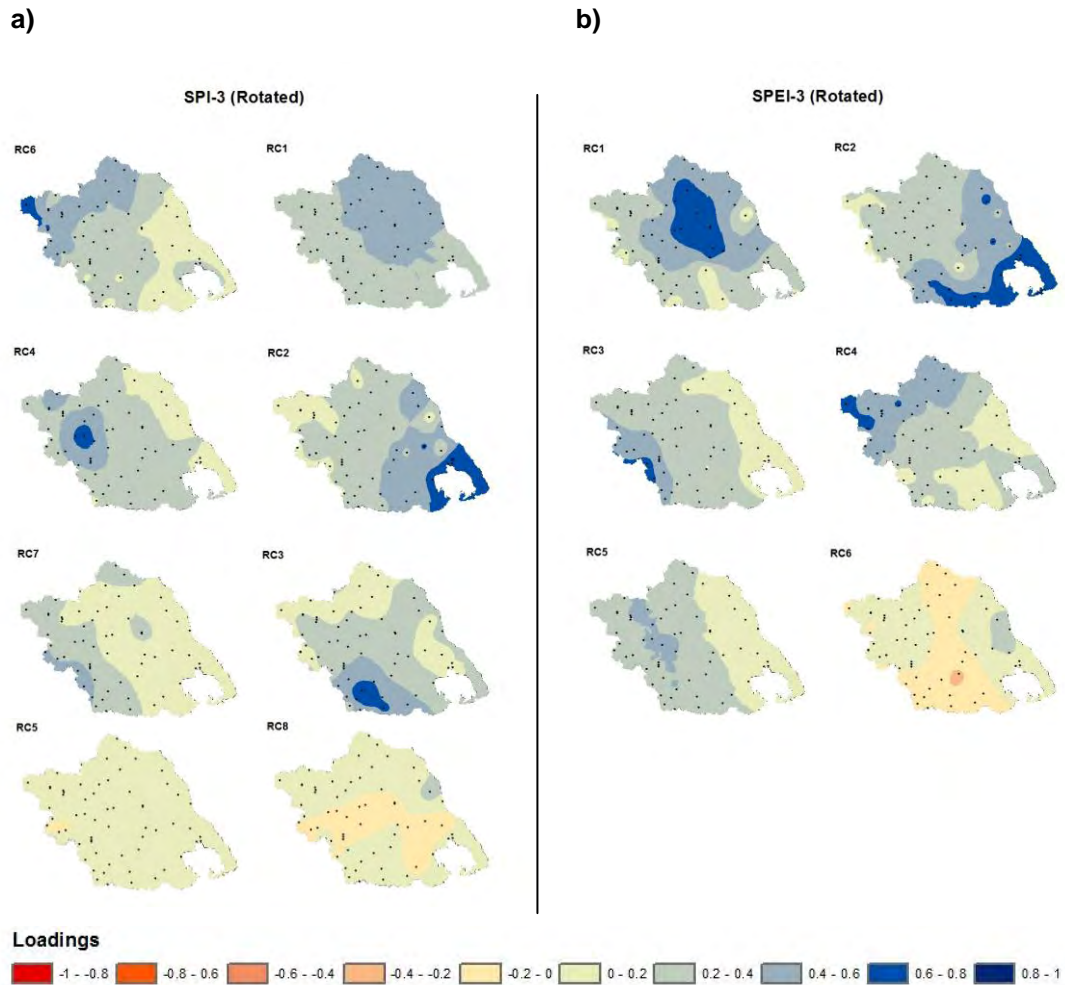 a)
b)
SPI-3 (Rotated)
SPEI-3 (Rotated)
RC6
RC1
RC4
RC2
RC7
RC3
RC5
RC8
RC1
RC2
RC3
RC4
RC5
RC6
Loadings
-1 - -0.8
-0.8 - 0.6
-0.6 - -0.4
-0.4 - -0.2
-0.2 - 0
0 - 0.2
0.2 - 0.4
0.4 - 0.6
0.6 - 0.8
0.8 - 1